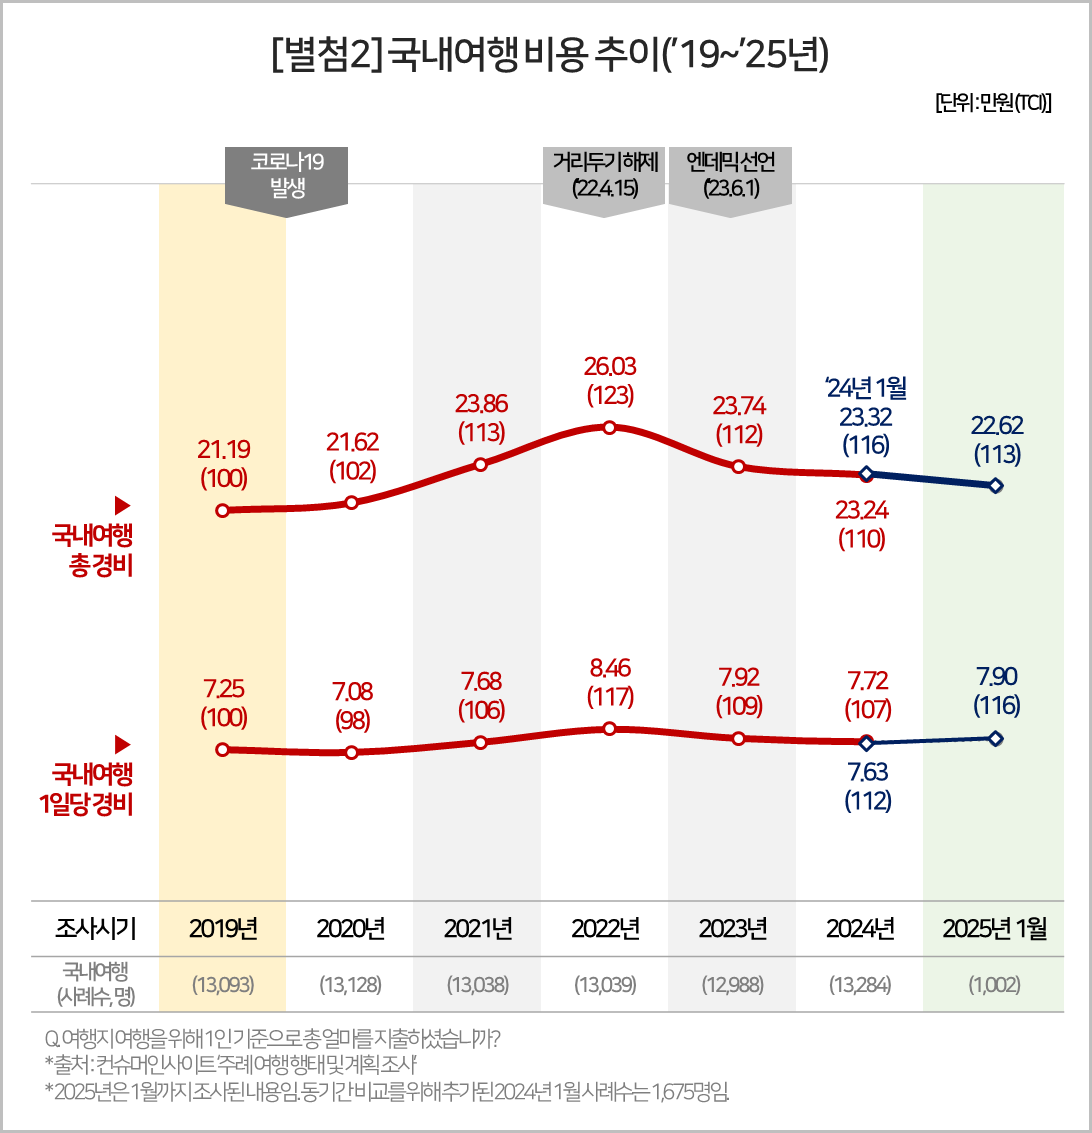 [별첨2] 국내여행 비용 추이(’19~’25년)
[단위 : 만원(TCI)]
코로나19
발생
거리두기 해제
(‘22.4.15)
엔데믹 선언
(‘23.6.1)
▶
국내여행
총 경비
21.19
(100)
21.62
(102)
23.86
(113)
26.03
(123)
23.74
(112)
‘24년 1월
23.32
(116)
23.24
(110)
22.62
(113)
▶
국내여행
1일당 경비
7.25
(100)
7.08
(98)
7.68
(106)
8.46
(117)
7.92
(109)
7.72
(107)
7.63
(112)
7.90
(116)
조사시기 2019년 2020년 2021년 2022년 2023년 2024년 2025년 1월
국내여행
(사례수, 명) (13,093) (13,128) (13,038) (13,039) (12,988) (13,284) (1,002)
Q. 여행지 여행을 위해 1인 기준으로 총 얼마를 지출하셨습니까?
*출처 : 컨슈머인사이트 ‘주례 여행 행태 및 계획 조사‘
*2025년은 1월까지 조사된 내용임. 동기간 비교를 위해 추가된 2024년 1월 사례수는 1,675명임.